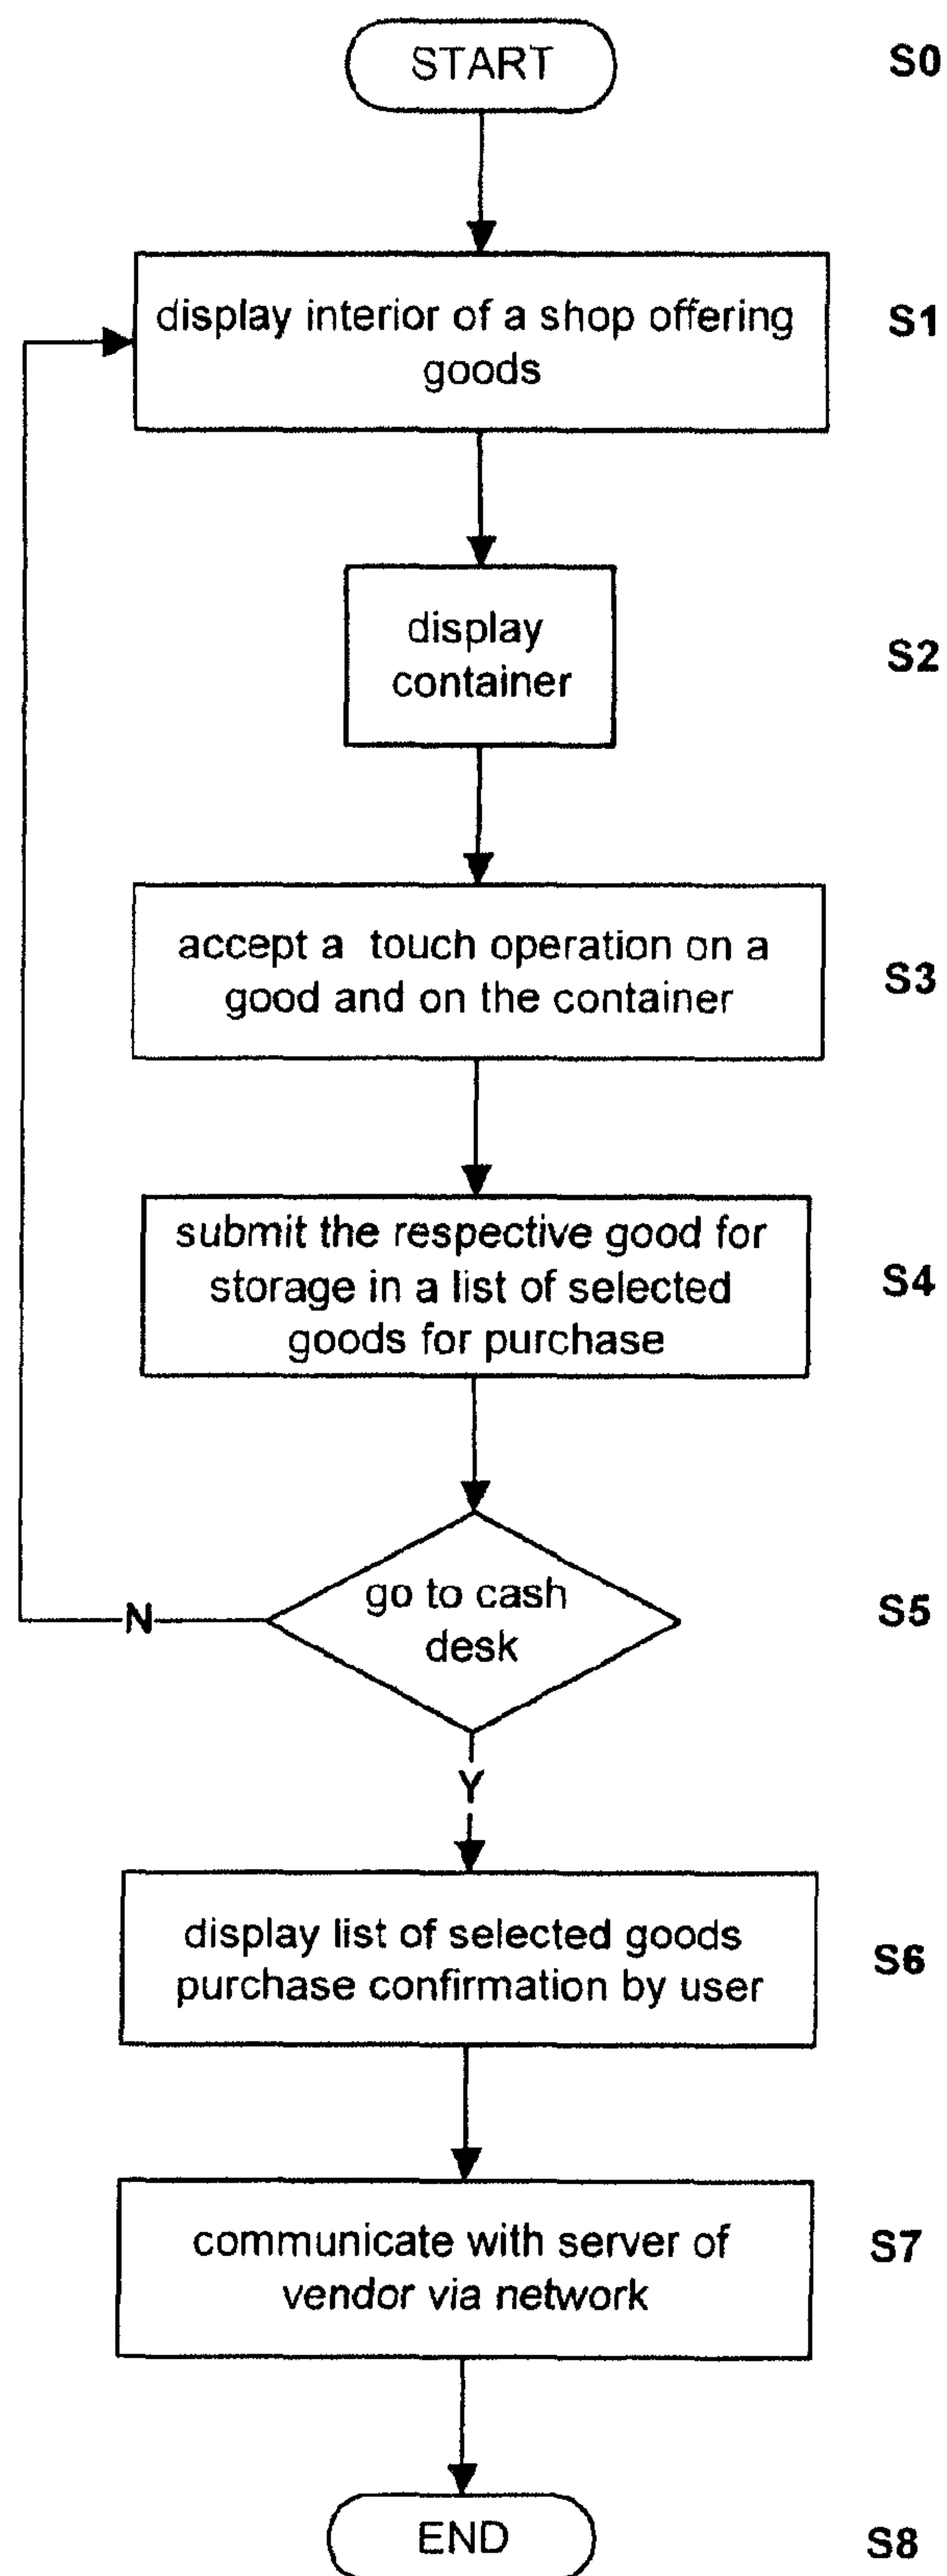 START
S0
display interior of a shop offering
goods
S1
display
container
S2
accept a touch operation on a
good and on the container
S3
submit the respective good for
storage in a list of selected
goods for purchase
S4
go to cash
desk
S5
N
Y
display list of selected goods
purchase confirmation by user
S6
communicate with server of
vendor via network
S7
END
S8